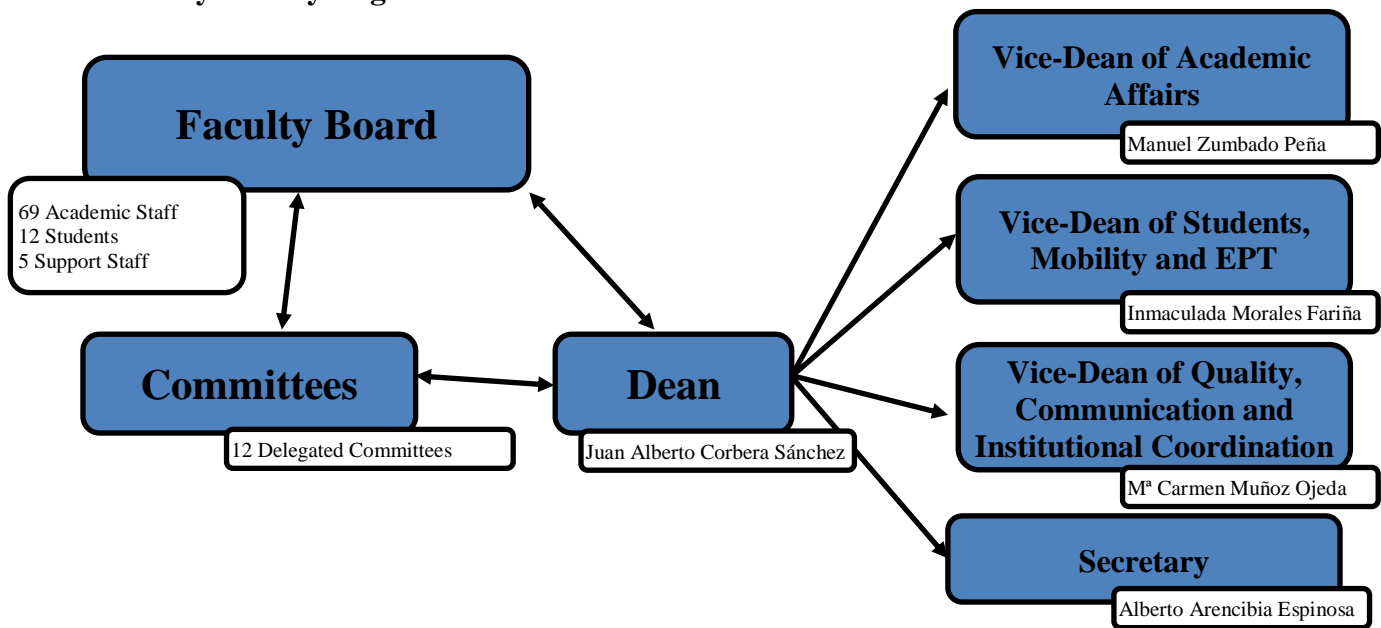 Faculty Board
69 Academic Staff
12 Students
5 Support Staff
Committees
12 Delegated Committees
Dean
Juan Alberto Corbera Sánchez
Vice-Dean of Academic
Affairs
Manuel Zumbado Peña
Vice-Dean of Students,
Mobility and EPT
Inmaculada Morales Fariña
Vice-Dean of Quality,
Communication and
Institutional Coordination
Mª Carmen Muñoz Ojeda
Secretary
Alberto Arencibia Espinosa